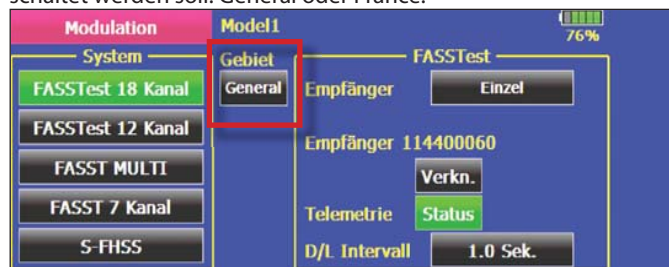 schaltet werden soll. General oder France.
Modulation Model1 76%
System Gebiet FASSTest
FASSTest 18 Kanal General Empfänger Einzel
FASSTest 12 Kanal
Empfänger 114400060
FASST MULTI Verkn.
FASST 7 Kanal Telemetrie Status
S-FHSS D/L Intervall 1.0 Sek.